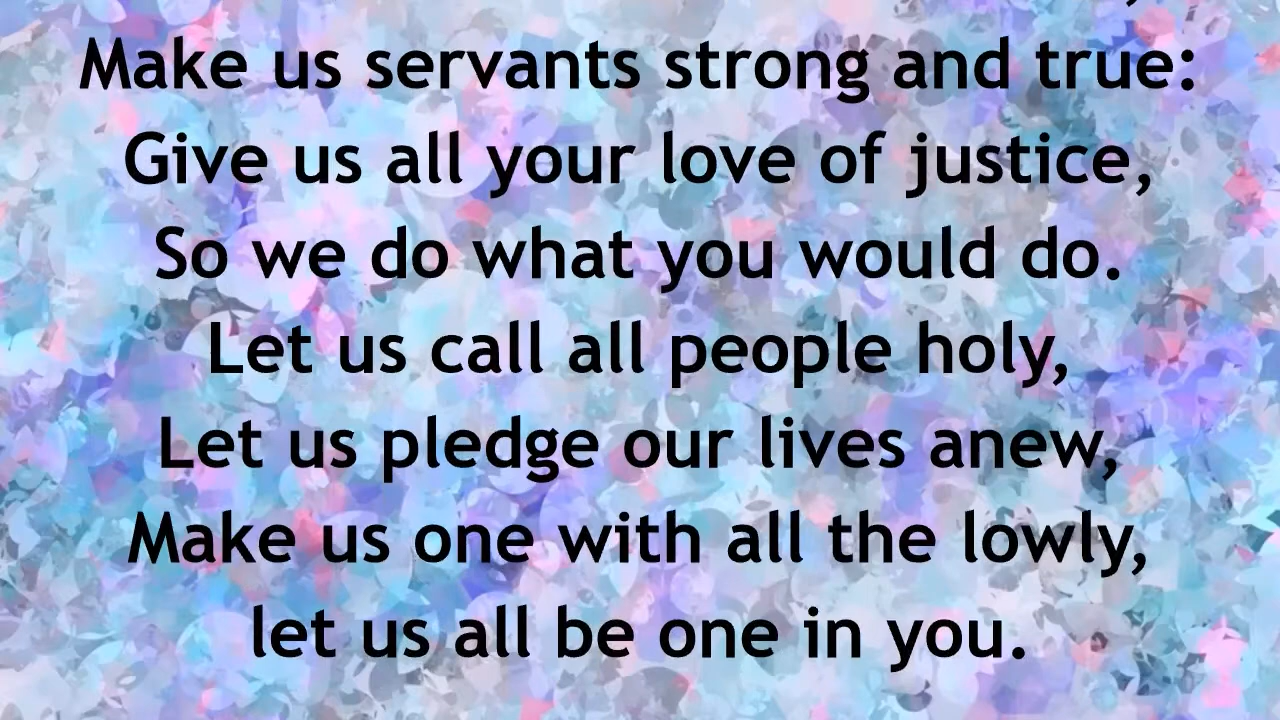 Make us servants strong and true:
Give us all your love of justice,
So we do what you would do.
Let us call all people holy,
Let us pledge our lives anew,
Make us one with all the lowly,
let us all be one in you.